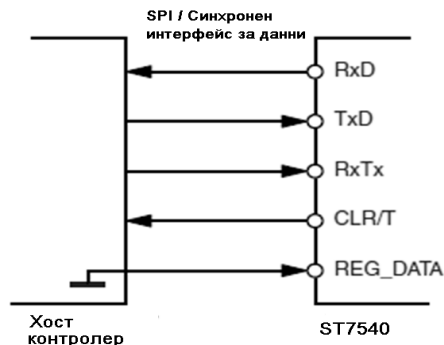 SPI / Синхронен
интерфейс за данни
RxD
TxD
RxTx
CLR/T
REG_DATA
Хост
контролер
ST7540